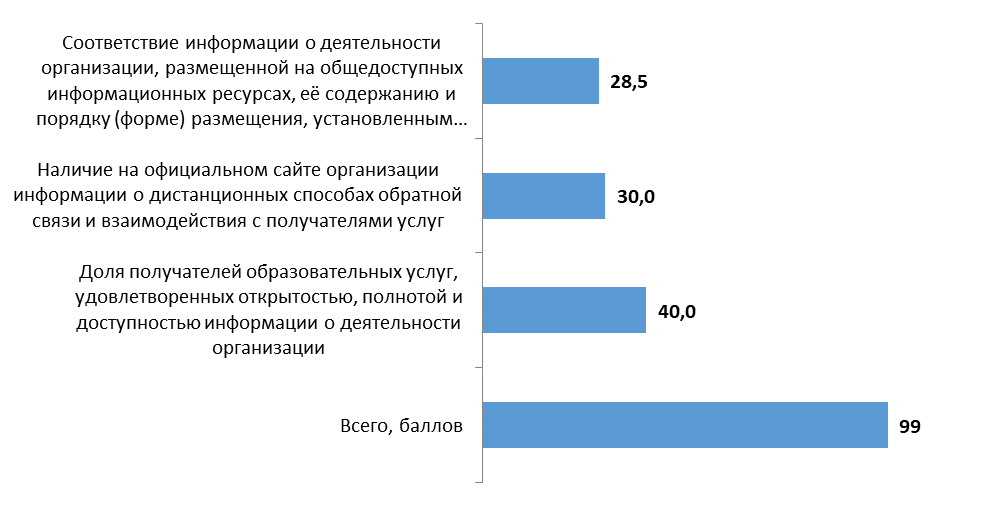 Соответствие информации о деятельности
организации, размещенной на общедоступных
информационных ресурсах, её содержанию и
порядку (форме) размещения, установленным...
28,5
Наличие на официальном сайте организации
информации о дистанционных способах обратной
связи и взаимодействия с получателями услуг
30,0
Доля получателей образовательных услуг,
удовлетворенных открытостью, полнотой и
доступностью информации о деятельности
организации
40,0
Всего, баллов
99